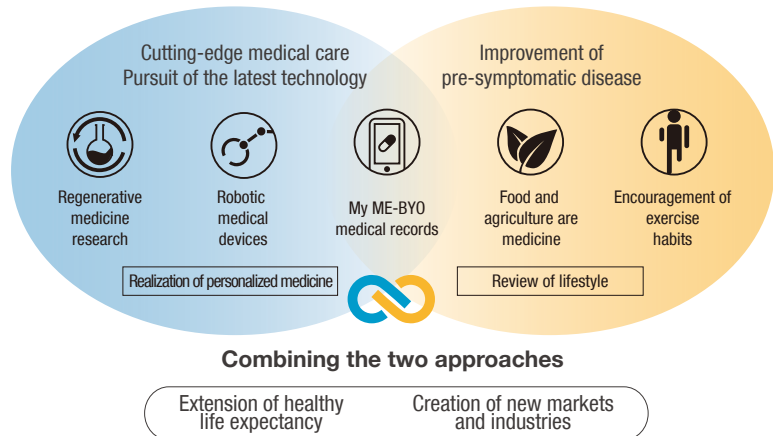 Cutting-edge medical care
Pursuit of the latest technology
Improvement of
pre-symptomatic disease
Regenerative
medicine
research
Robotic
medical
devices
My ME-BYO
medical records
Food and
agriculture are
medicine
Encouragement of
exercise
habits
Realization of personalized medicine
Review of lifestyle
Combining the two approaches
Extension of healthy
life expectancy
Creation of new markets
and industries